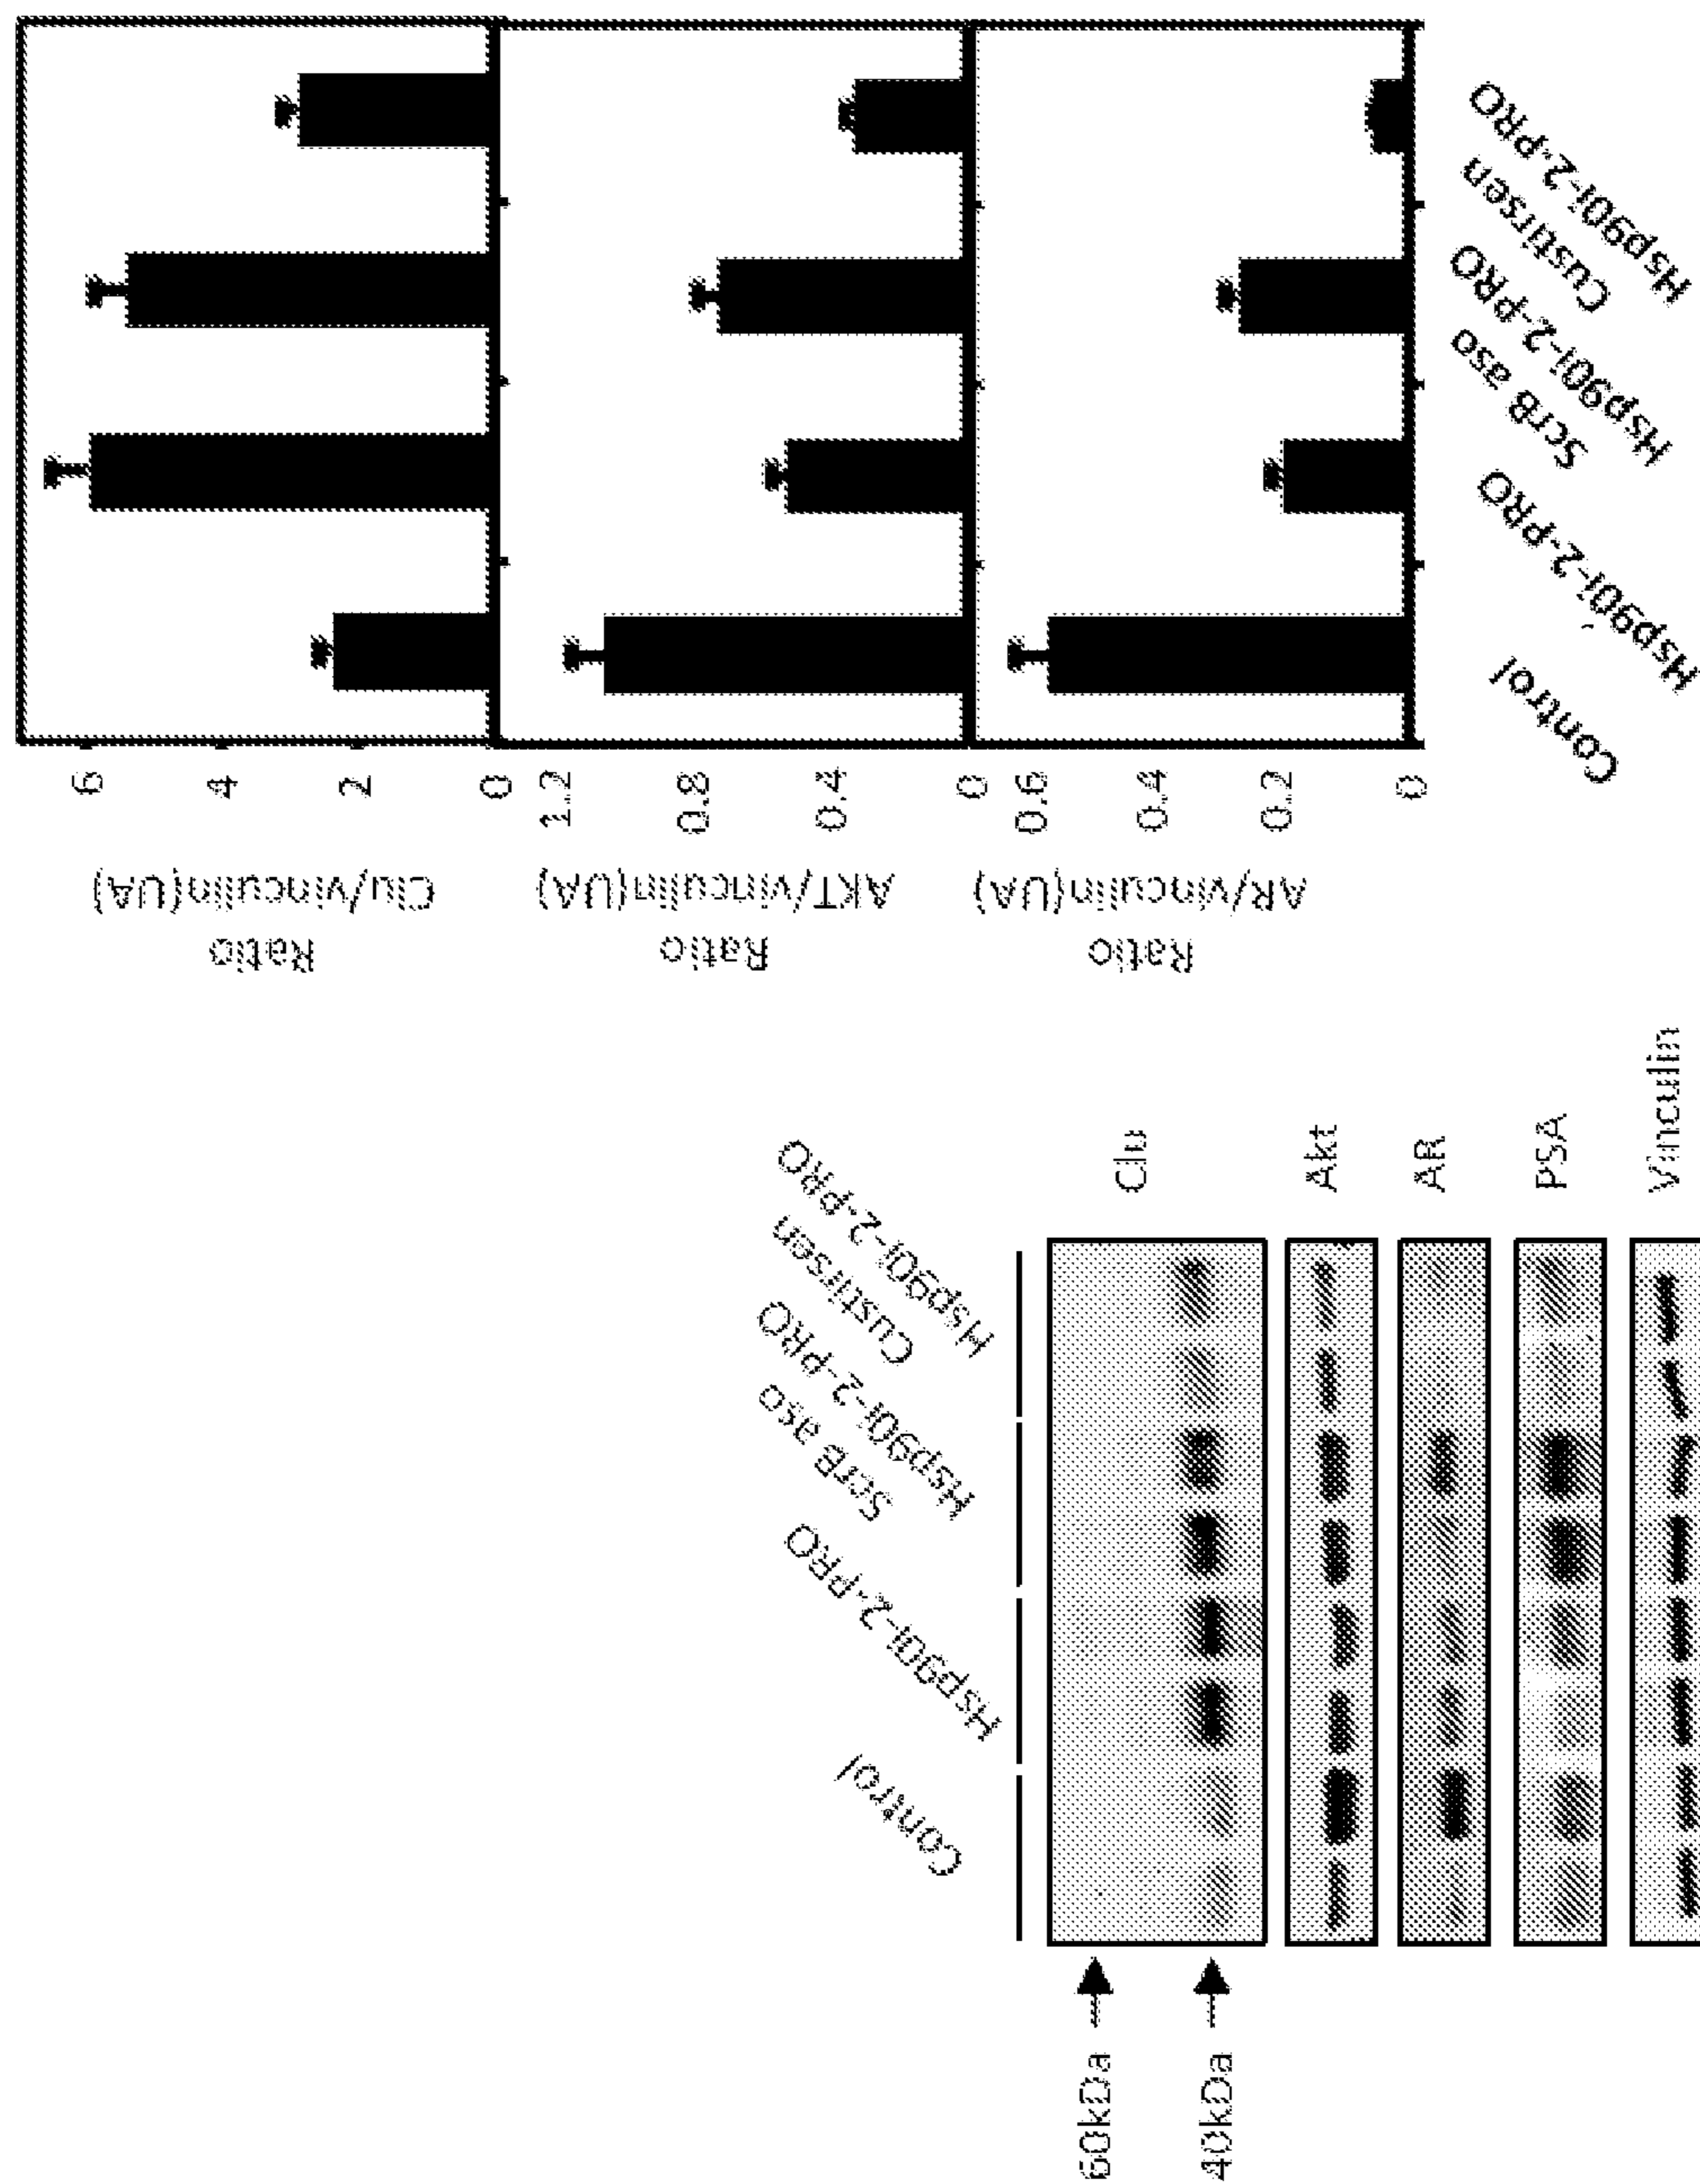 Control
Hsp90i-2-PRO
ScrB aso
Hsp90i-2-PRO
Custirsen
Hsp90i-2-PRO
60kDa
40kDa
Clu
Akt
AR
PSA
Vinculin
Ratio
Clu/vinculin(UA)
6
4
2
0
Ratio
AKT/vinculin(UA)
1.2
0.8
0.4
0
Ratio
AR/vinculin(UA)
0.6
0.4
0.2
0
Control
Hsp90i-2-PRO
ScrB aso
Hsp90i-2-PRO
Custirsen
Hsp90i-2-PRO